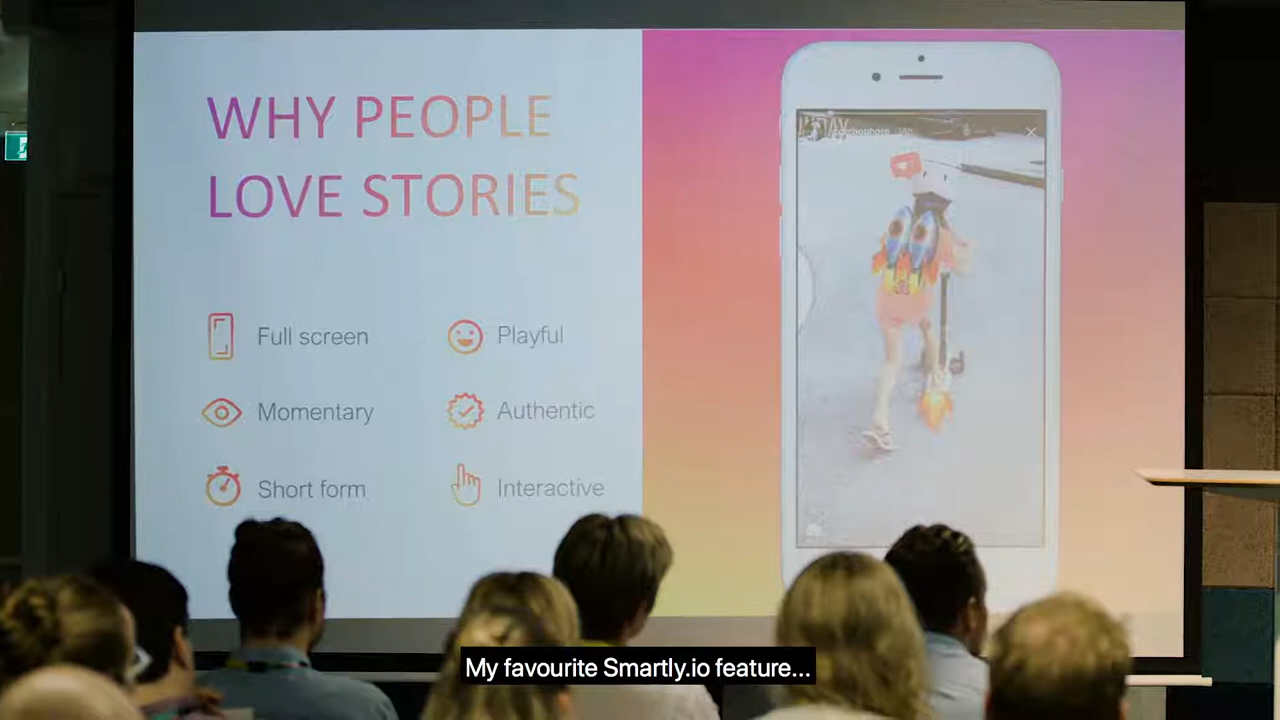 WHY PEOPLE
LOVE STORIES
Full screen
Playful
Momentary
Authentic
Short form
Interactive
My favourite Smartly.io feature...